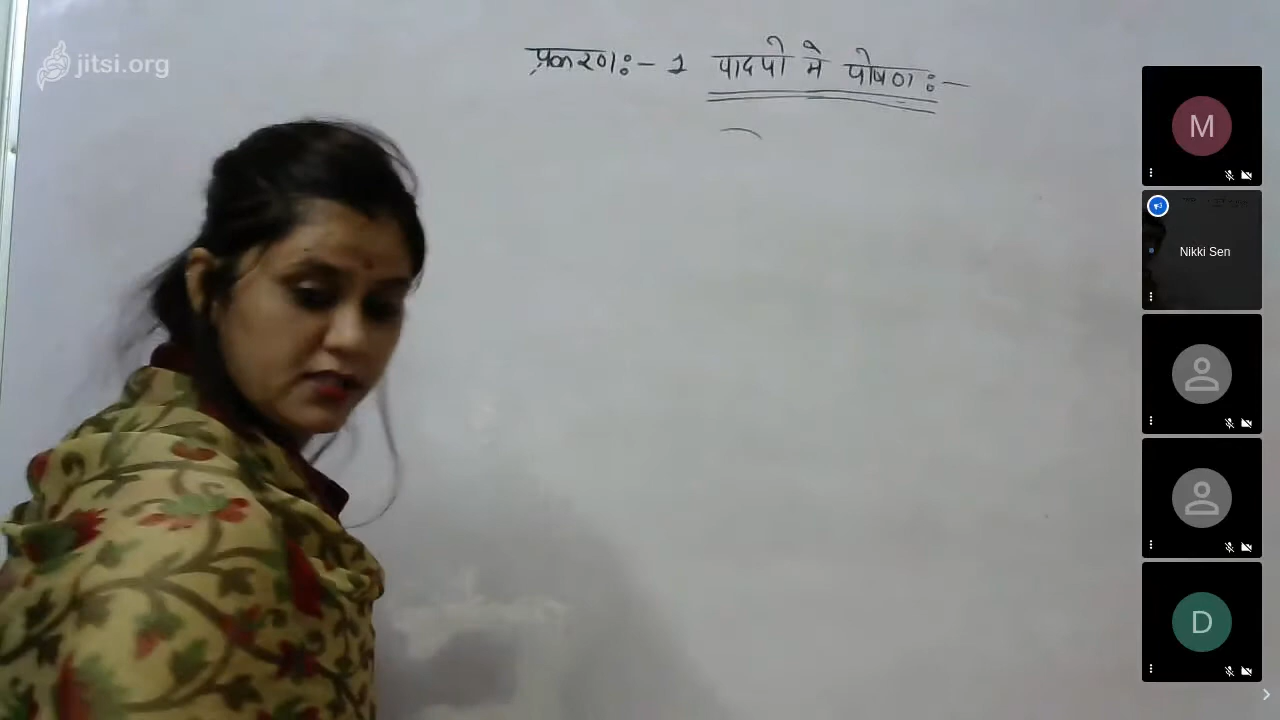 jitsi.org
प्रकरण:- 1 पादपो मे पोषण :-
M
Nikki Sen
D